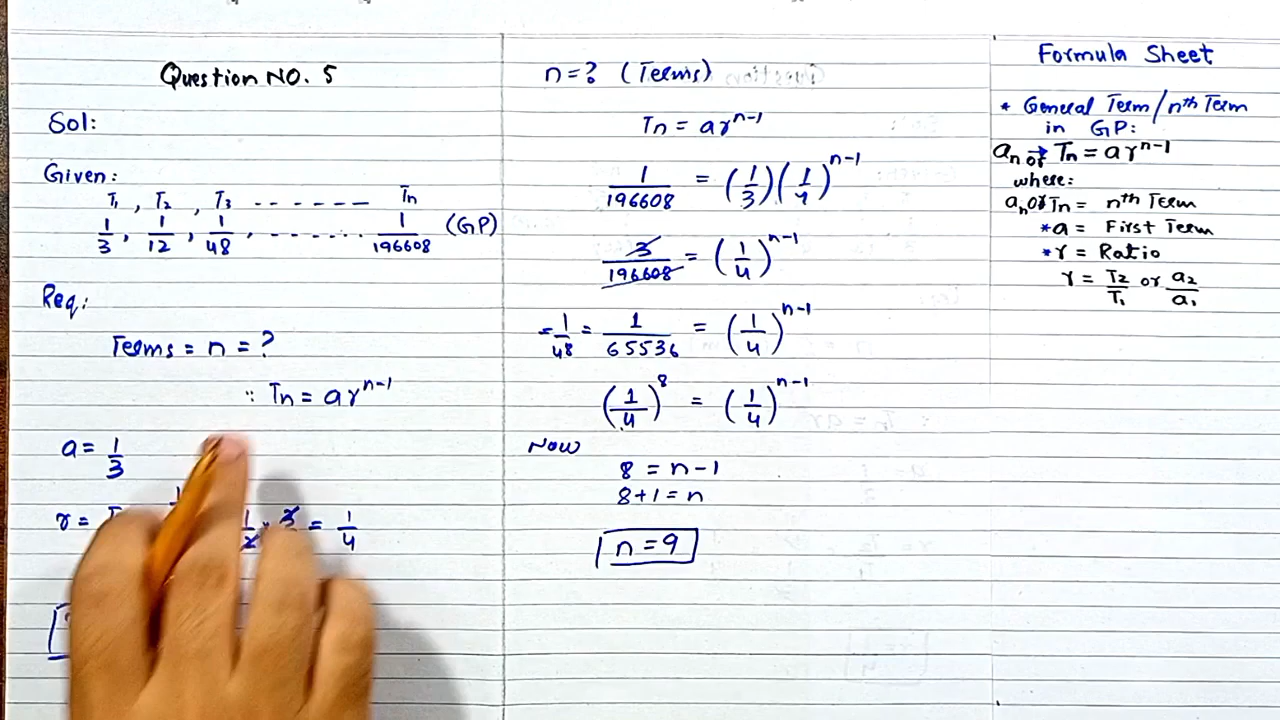 Question NO. 5
Sol:
Given:
T₁, T₂, T₃ ------ Tn
1/3, 1/12, 1/48, ........ 1/196608 (GP)
Req:
Terms = n = ?
∵ Tn = ar^(n-1)
a = 1/3
r =
= 1/4
n = ? (Terms)
Tn = ar^(n-1)
1/196608 = (1/3)(1/4)^(n-1)
3/196608 = (1/4)^(n-1)
=1/48 = 1/65536 = (1/4)^(n-1)
(1/4)^8 = (1/4)^(n-1)
Now
8 = n-1
8+1 = n
n = 9
Formula Sheet
* General Term/nth Term
in GP:
an or Tn = ar^(n-1)
where:
an or Tn = nth Term
*a = First Term
*r = Ratio
r = T₂/T₁ or a₂/a₁